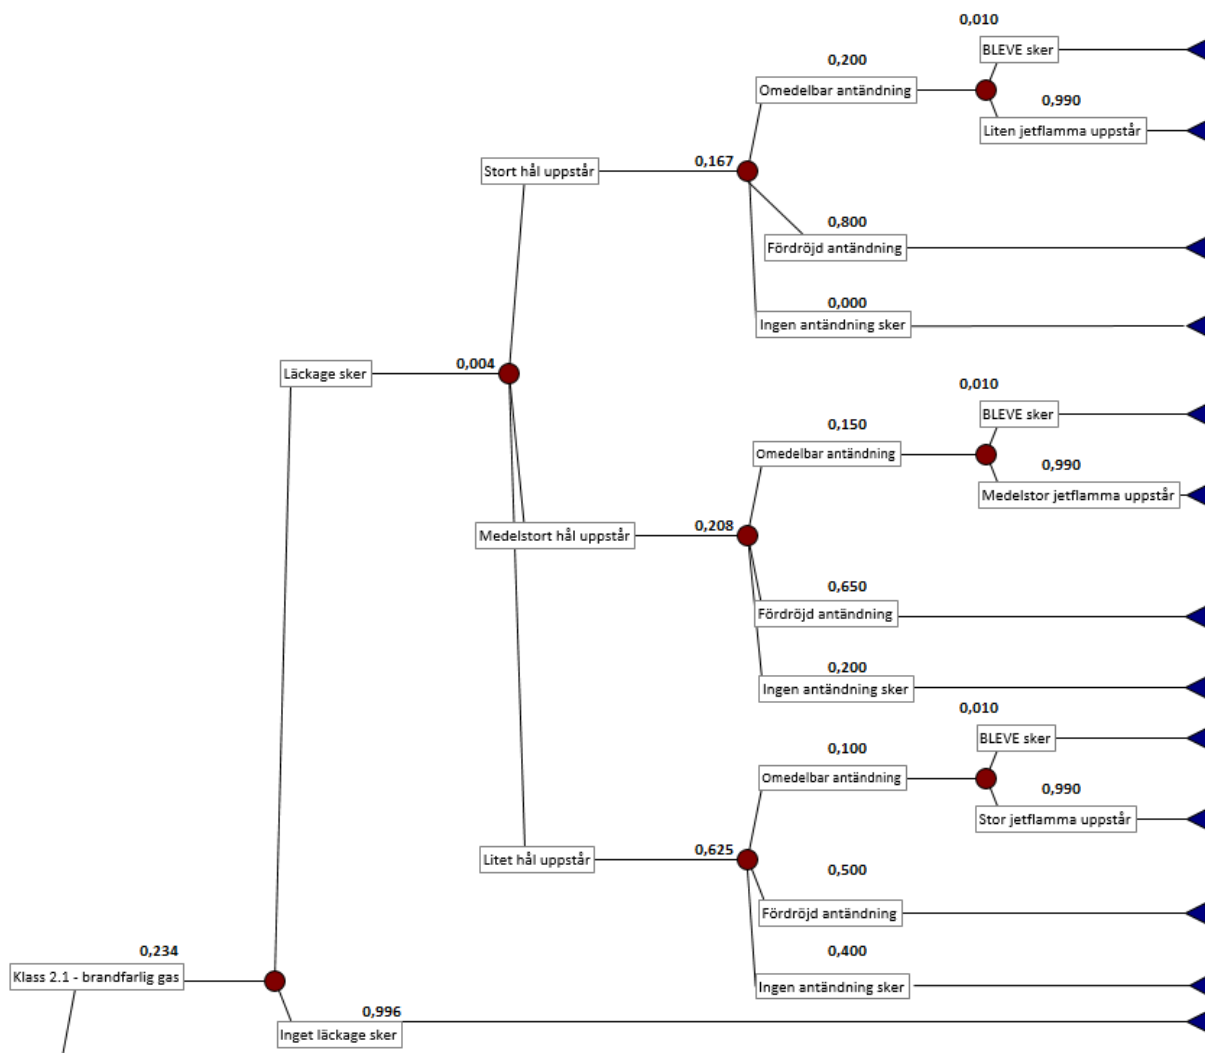 0,010
BLEVE sker
0,200
Omedelbar antändning
0,990
Liten jetflamma uppstår
Stort hål uppstår
0,167
0,800
Fördröjd antändning
0,000
Ingen antändning sker
Läckage sker
0,004
0,010
BLEVE sker
0,150
Omedelbar antändning
0,990
Medelstor jetflamma uppstår
Medelstort hål uppstår
0,208
0,650
Fördröjd antändning
0,200
Ingen antändning sker
0,010
BLEVE sker
0,100
Omedelbar antändning
0,990
Stor jetflamma uppstår
Litet hål uppstår
0,625
0,500
Fördröjd antändning
0,400
Ingen antändning sker
0,234
Klass 2.1 - brandfarlig gas
0,996
Inget läckage sker